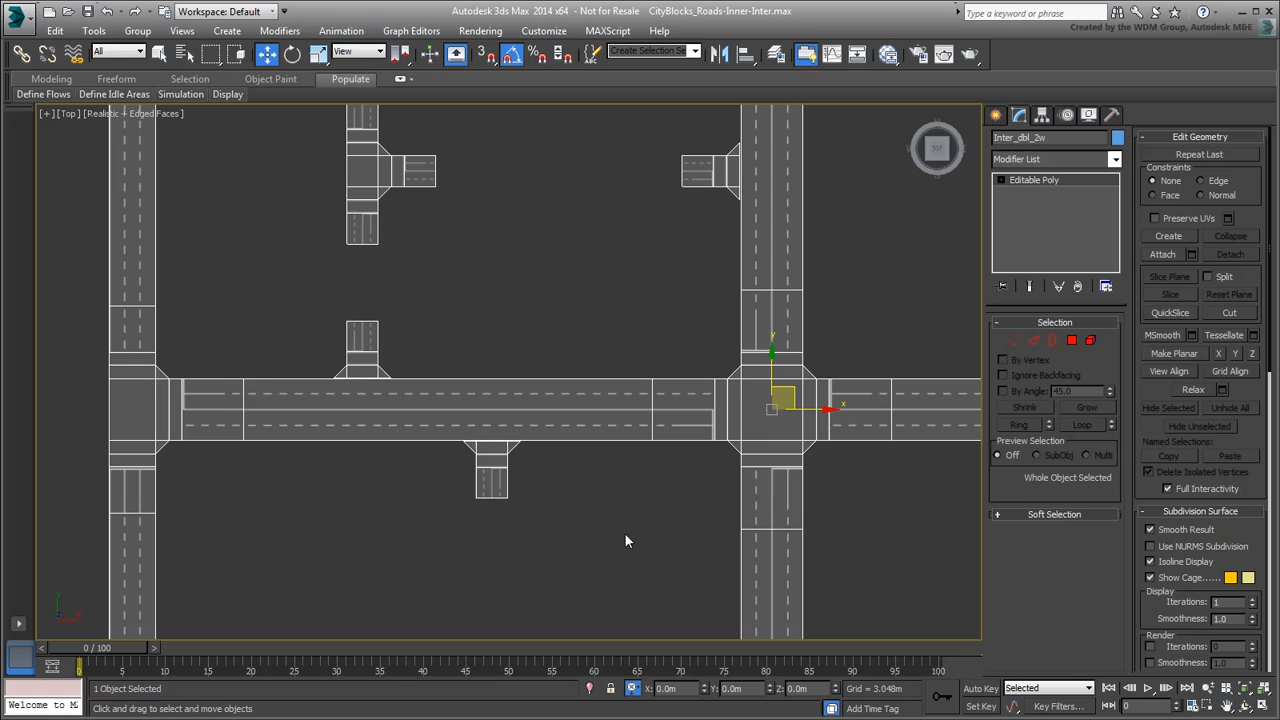 Workspace: Default
Autodesk 3ds Max 2014 x64 - Not for Resale CityBlocks_Roads-Inner-Inter.max
Type a keyword or phrase
Edit Tools Group Views Create Modifiers Animation Graph Editors Rendering Customize MAXScript Help
Created by the WDM Group, Autodesk MBE
All View Create Selection Se
Modeling Freeform Selection Object Paint Populate
Define Flows Define Idle Areas Simulation Display
[+] [Top] [Realistic + Edged Faces]
TOP
y
x
Inter_dbl_2w
Modifier List
Editable Poly
Selection
By Vertex
Ignore Backfacing
By Angle: 45.0
Shrink Grow
Ring Loop
Preview Selection
Off SubObj Multi
Whole Object Selected
Soft Selection
Edit Geometry
Repeat Last
Constraints
None Edge
Face Normal
Preserve UVs
Create Collapse
Attach Detach
Slice Plane Split
Slice Reset Plane
QuickSlice Cut
MSmooth Tessellate
Make Planar X Y Z
View Align Grid Align
Relax
Hide Selected Unhide All
Hide Unselected
Named Selections:
Copy Paste
Delete Isolated Vertices
Full Interactivity
Subdivision Surface
Smooth Result
Use NURMS Subdivision
Isoline Display
Show Cage......
Display
Iterations: 1
Smoothness: 1.0
Render
Iterations: 0
Smoothness: 1.0
0 / 100
0 5 10 15 20 25 30 35 40 45 50 55 60 65 70 75 80 85 90 95 100
1 Object Selected X: 0.0m Y: 0.0m Z: 0.0m Grid = 3.048m Auto Key Selected
Welcome to M Click and drag to select and move objects Add Time Tag Set Key Key Filters... 0